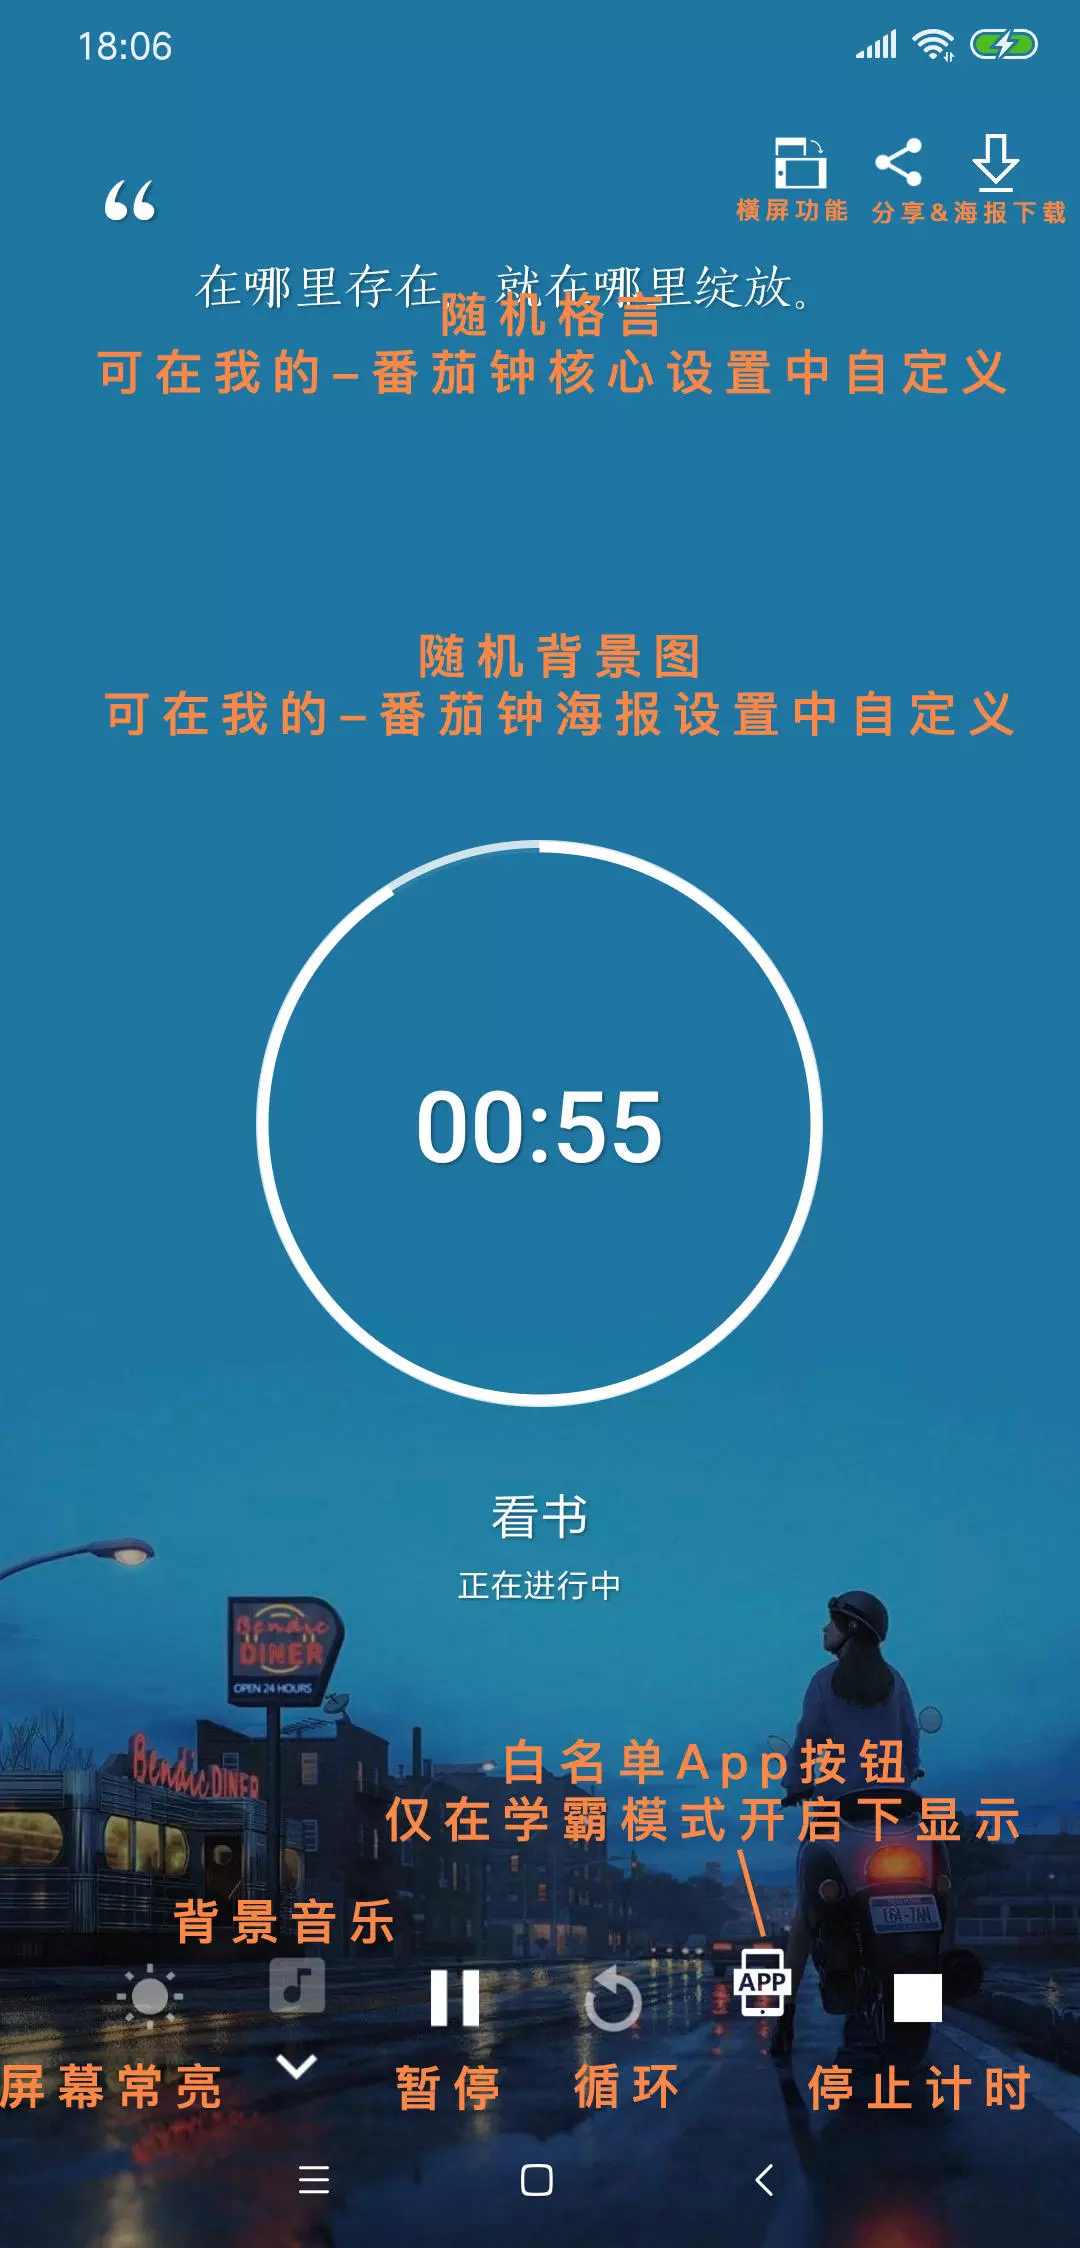 18:06
横屏功能 分享&海报下载
“
在哪里存在，就在哪里绽放。
随机格言
可在我的-番茄钟核心设置中自定义
随机背景图
可在我的-番茄钟海报设置中自定义
00:55
看书
正在进行中
Bendic
DINER
OPEN 24 HOURS
Bendic DINER
白名单App按钮
仅在学霸模式开启下显示
L64-7AN
背景音乐
APP
屏幕常亮 暂停 循环 停止计时